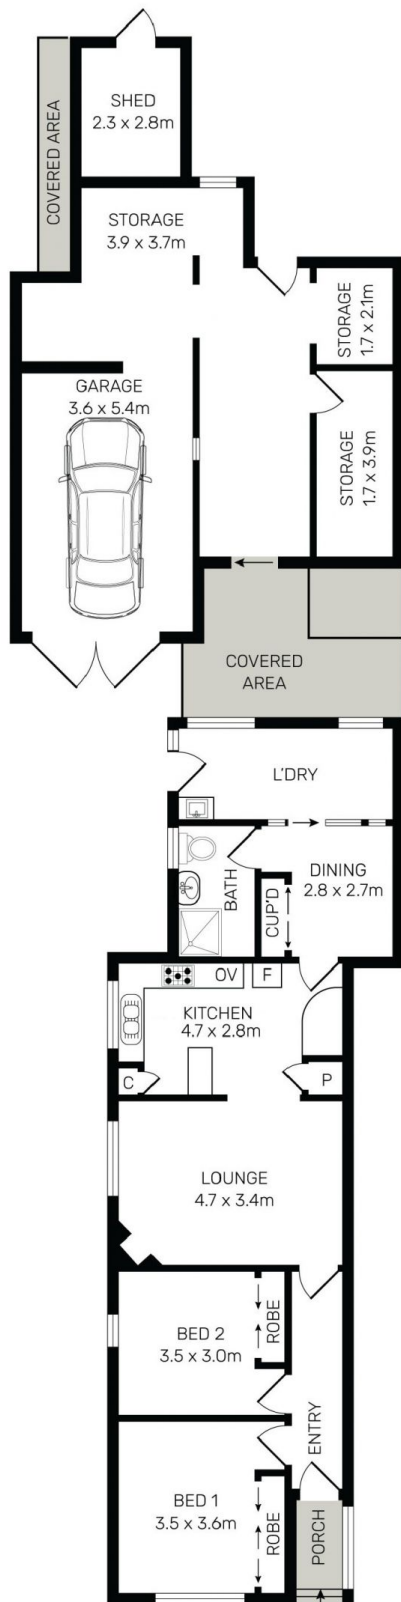 COVERED AREA
SHED
2.3 x 2.8m
STORAGE
3.9 x 3.7m
STORAGE
1.7 x 2.1m
GARAGE
3.6 x 5.4m
STORAGE
1.7 x 3.9m
COVERED
AREA
L'DRY
BATH
DINING
2.8 x 2.7m
CUP'D
OV
F
KITCHEN
4.7 x 2.8m
C
P
LOUNGE
4.7 x 3.4m
BED 2
3.5 x 3.0m
ROBE
ENTRY
BED 1
3.5 x 3.6m
ROBE
PORCH